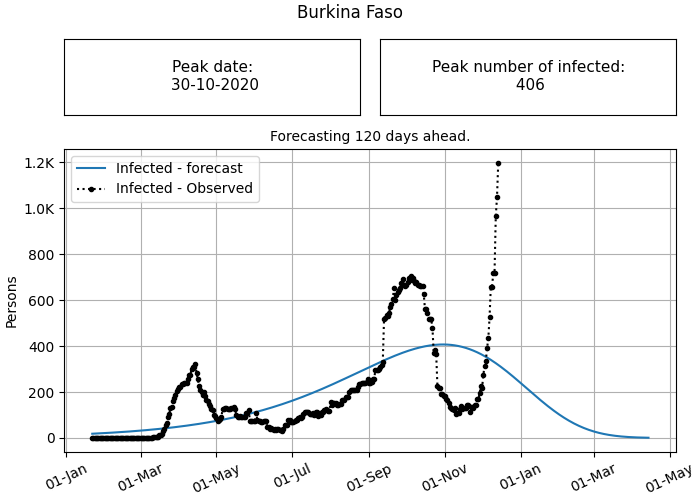 Burkina Faso
Peak date:
30-10-2020
Peak number of infected:
406
Forecasting 120 days ahead.
Infected - forecast
Infected - Observed
Persons
1.2K
1.0K
800
600
400
200
0
01-Jan
01-Mar
01-May
01-Jul
01-Sep
01-Nov
01-Jan
01-Mar
01-May